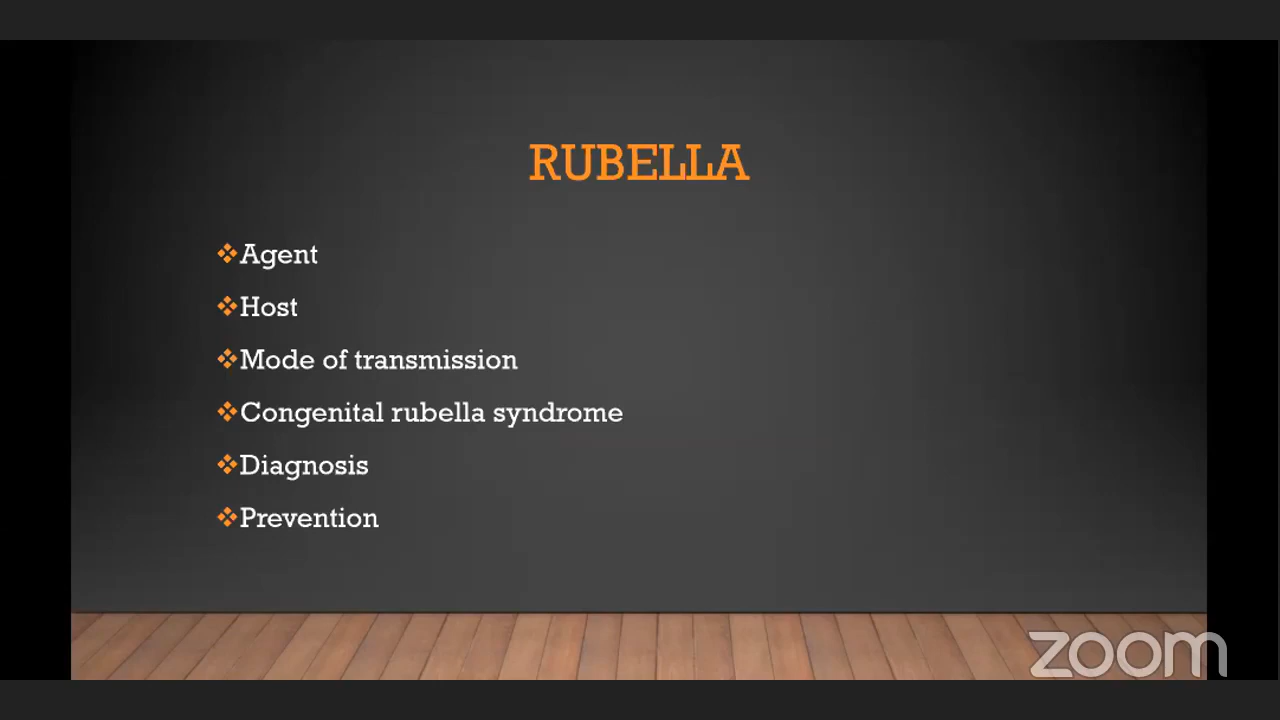 RUBELLA
❖Agent
❖Host
❖Mode of transmission
❖Congenital rubella syndrome
❖Diagnosis
❖Prevention
zoom